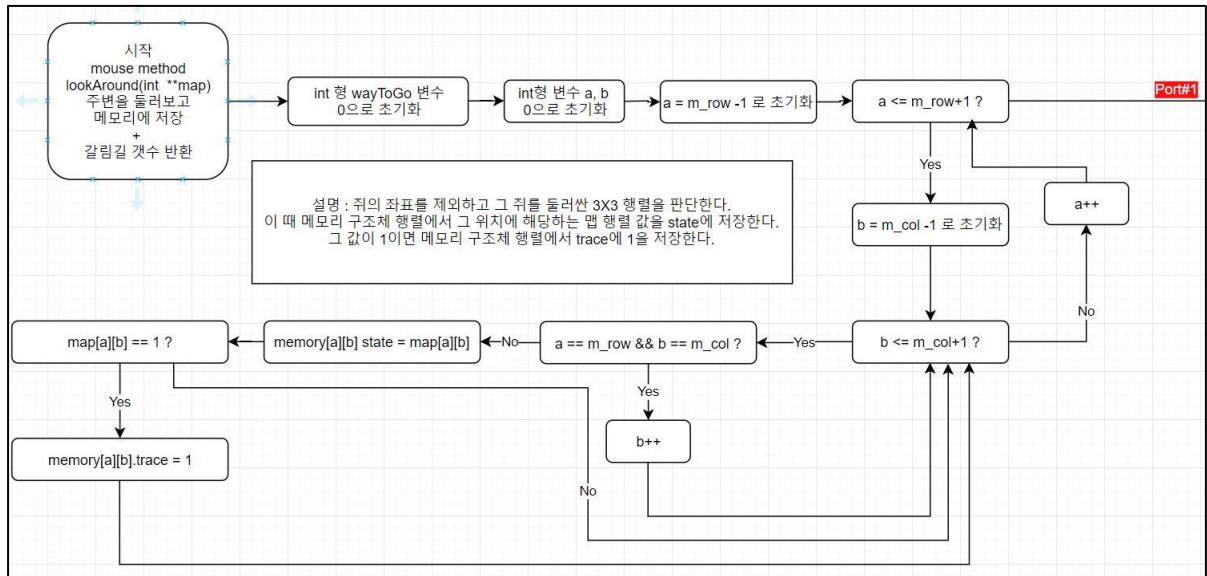 시작
mouse method
lookAround(int **map)
주변을 둘러보고
메모리에 저장
+
갈림길 갯수 반환
int 형 wayToGo 변수
0으로 초기화
int형 변수 a, b
0으로 초기화
a = m_row -1 로 초기화
a <= m_row+1 ?
Port#1
Yes
a++
설명 : 쥐의 좌표를 제외하고 그 쥐를 둘러싼 3X3 행렬을 판단한다.
이 때 메모리 구조체 행렬에서 그 위치에 해당하는 맵 행렬 값을 state에 저장한다.
그 값이 1이면 메모리 구조체 행렬에서 trace에 1을 저장한다.
b = m_col -1 로 초기화
No
map[a][b] == 1 ?
memory[a][b] state = map[a][b]
No
a == m_row && b == m_col ?
Yes
b <= m_col+1 ?
Yes
Yes
b++
memory[a][b].trace = 1
No